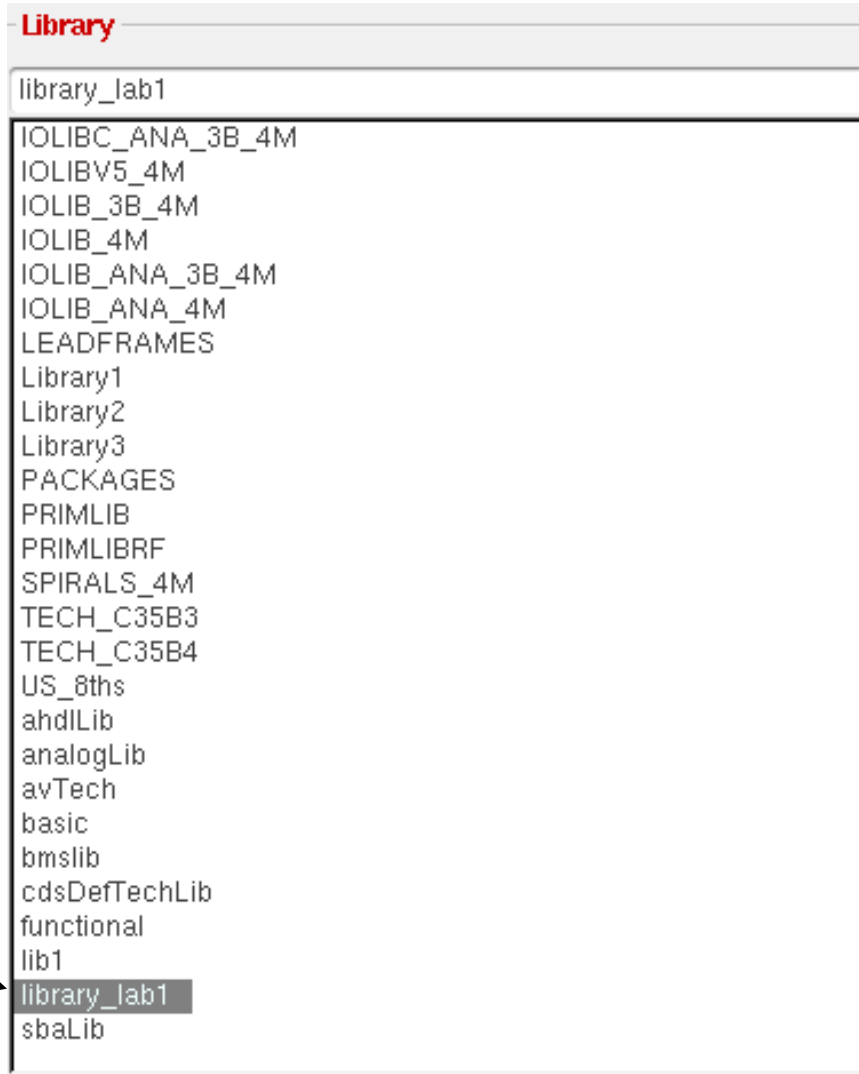 Library
library_lab1
IOLIBC_ANA_3B_4M
IOLIBV5_4M
IOLIB_3B_4M
IOLIB_4M
IOLIB_ANA_3B_4M
IOLIB_ANA_4M
LEADFRAMES
Library1
Library2
Library3
PACKAGES
PRIMLIB
PRIMLIBRF
SPIRALS_4M
TECH_C35B3
TECH_C35B4
US_8ths
ahdlLib
analogLib
avTech
basic
bmslib
cdsDefTechLib
functional
lib1
library_lab1
sbaLib